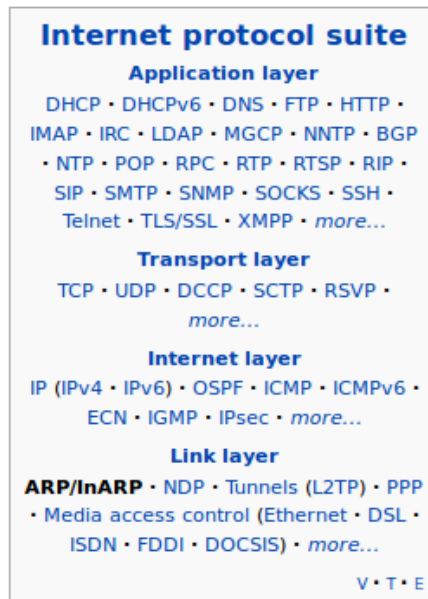 Internet protocol suite
Application layer
DHCP · DHCPv6 · DNS · FTP · HTTP ·
IMAP · IRC · LDAP · MGCP · NNTP · BGP
· NTP · POP · RPC · RTP · RTSP · RIP ·
SIP · SMTP · SNMP · SOCKS · SSH ·
Telnet · TLS/SSL · XMPP · more...
Transport layer
TCP · UDP · DCCP · SCTP · RSVP ·
more...
Internet layer
IP (IPv4 · IPv6) · OSPF · ICMP · ICMPv6 ·
ECN · IGMP · IPsec · more...
Link layer
ARP/InARP · NDP · Tunnels (L2TP) · PPP
· Media access control (Ethernet · DSL ·
ISDN · FDDI · DOCSIS) · more...
V · T · E